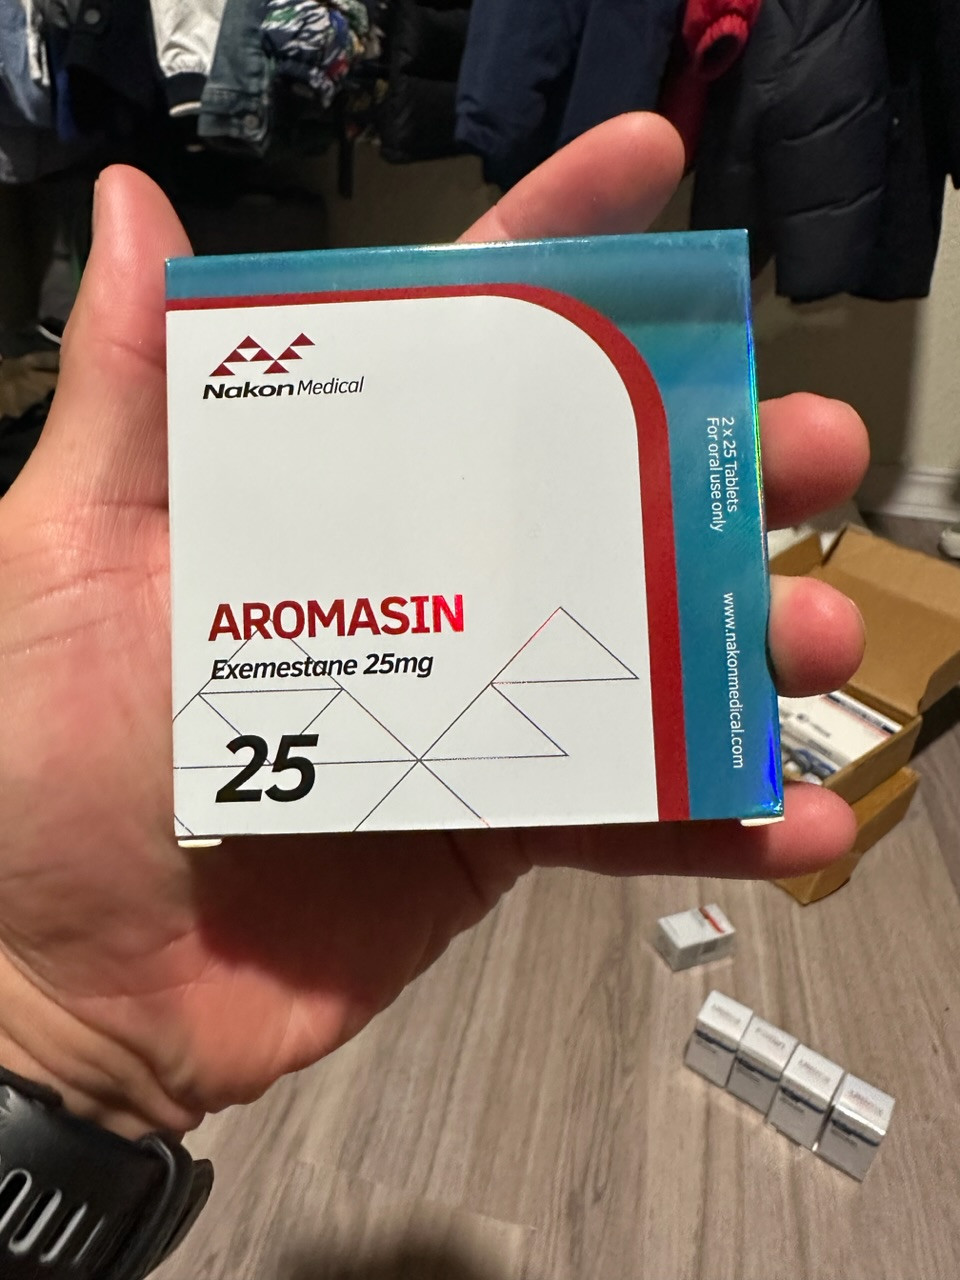 Nakon Medical
AROMASIN
Exemestane 25mg
25
2 x 25 Tablets
For oral use only
www.nakonmedical.com